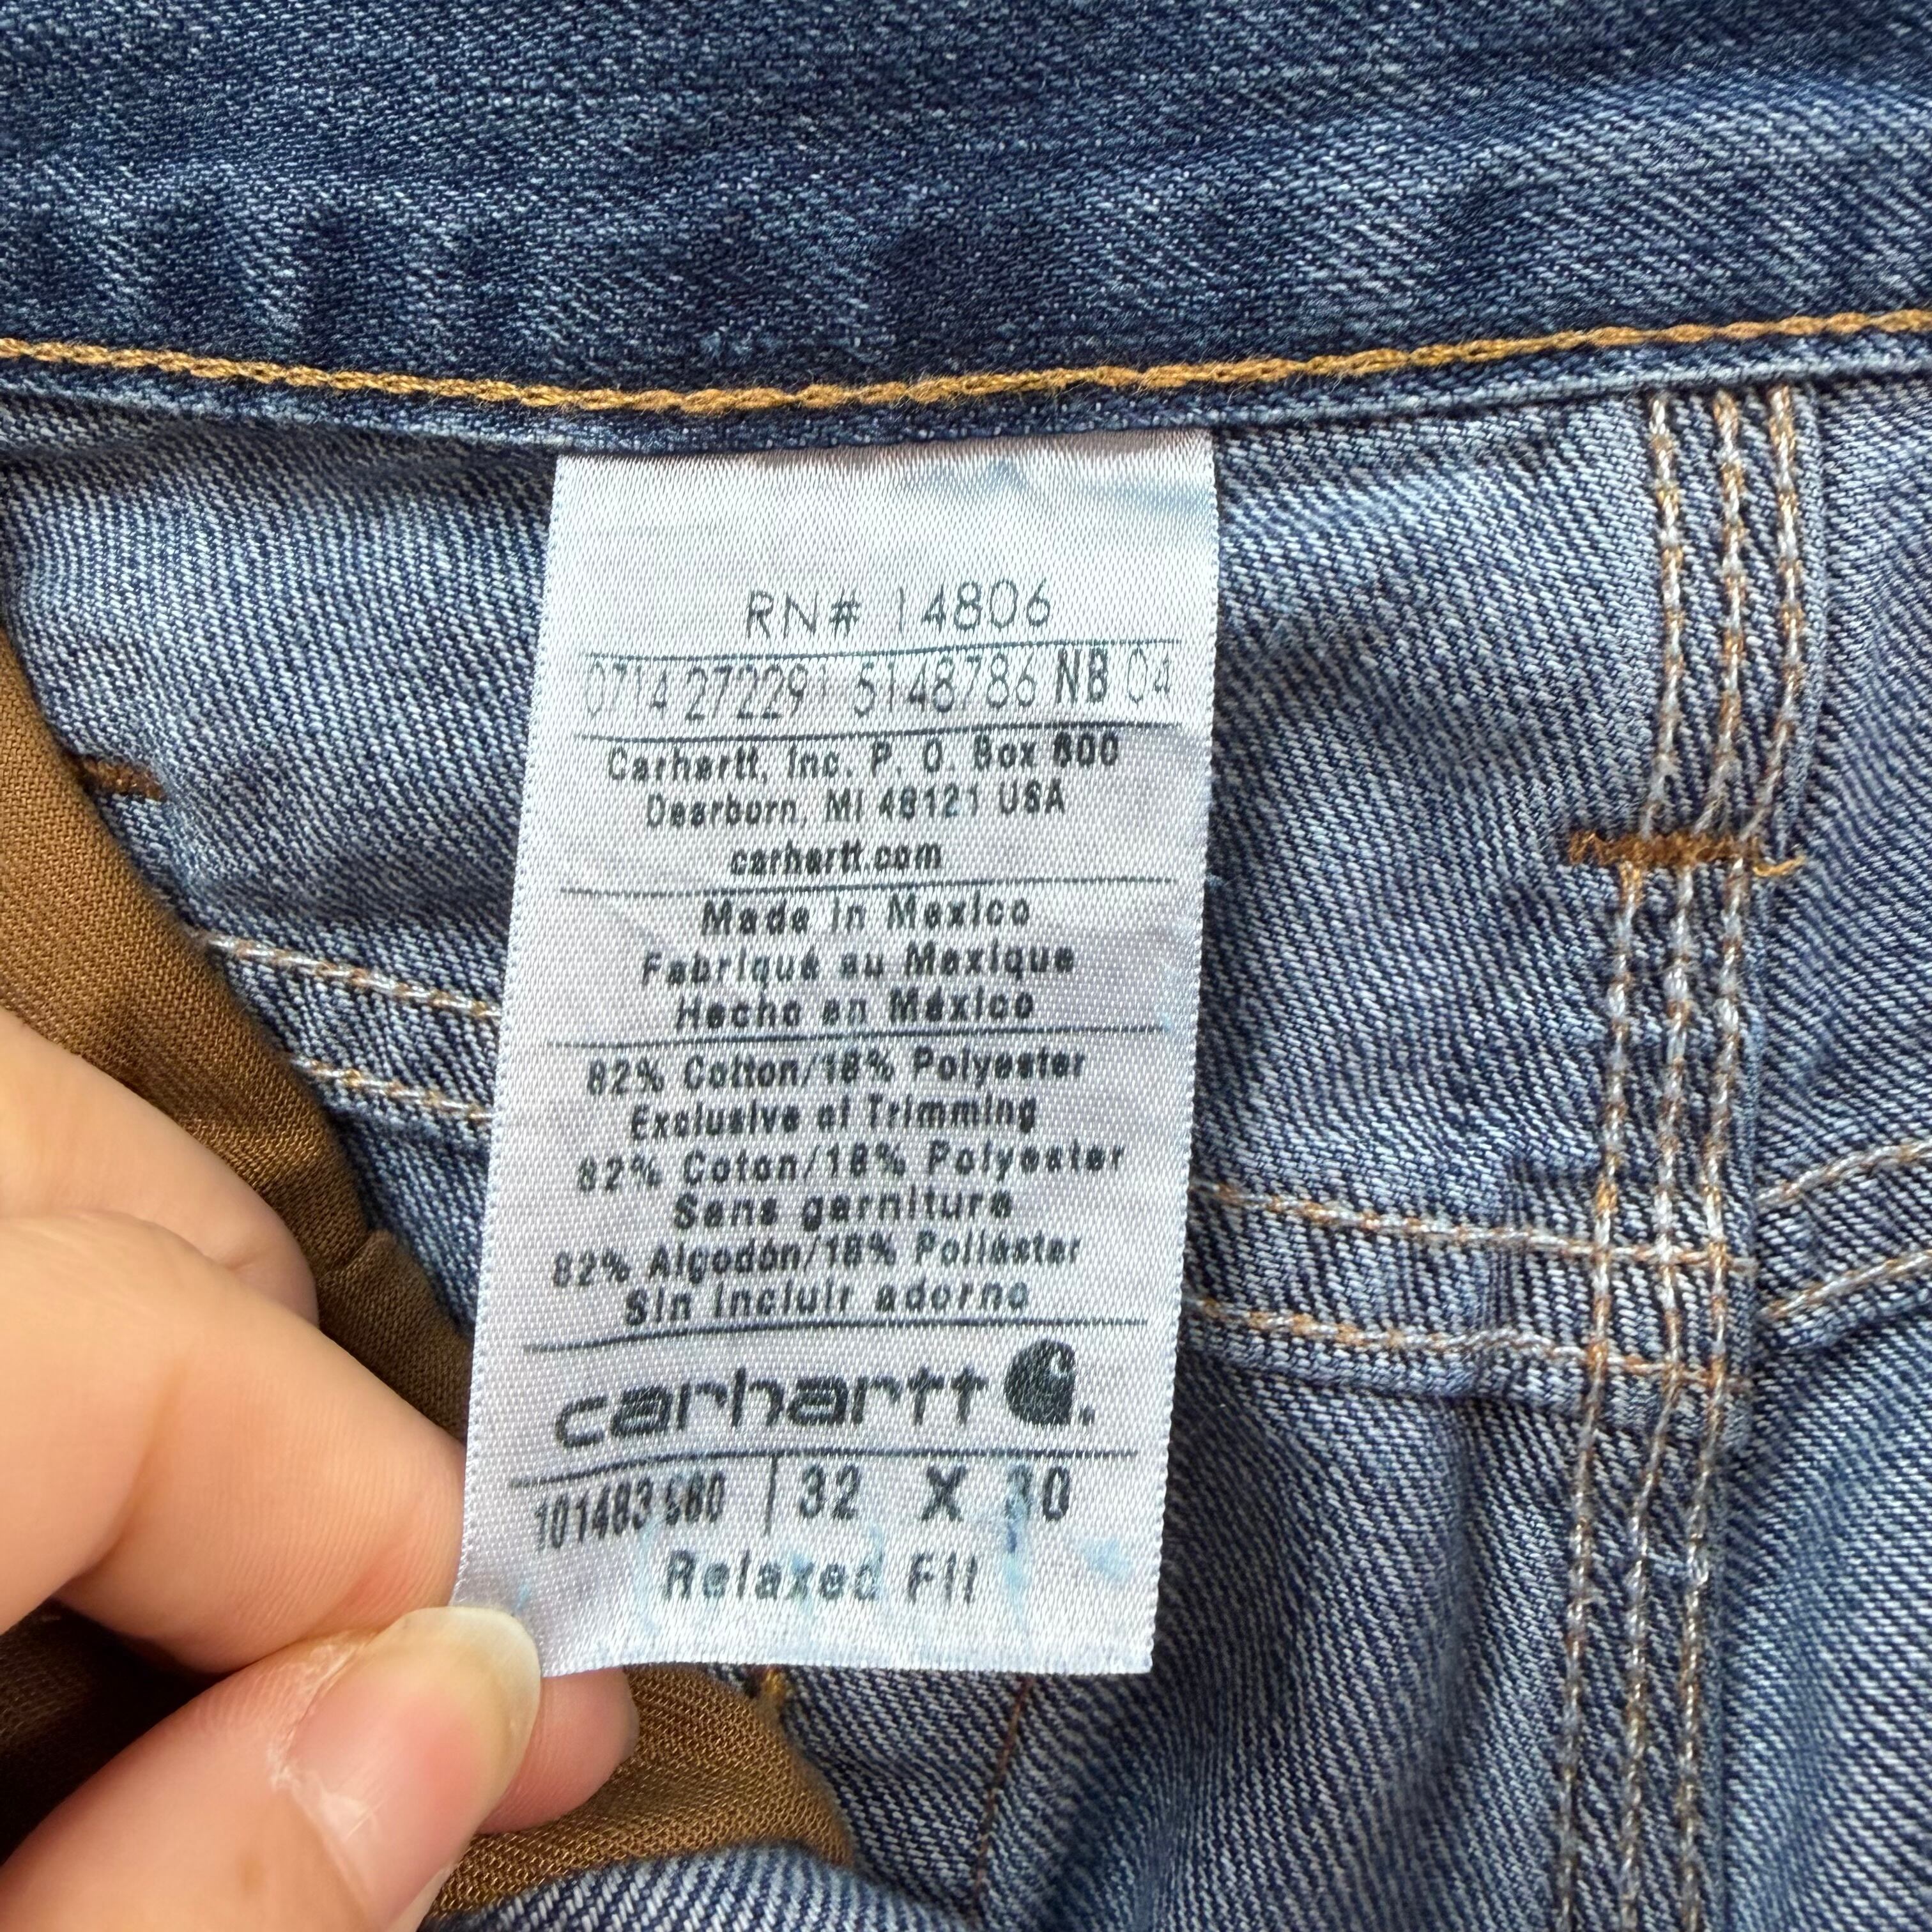 RN# 14806
0714 27229 5148786 NB 04
Carhartt, Inc. P. O. Box 600
Dearborn, MI 48121 USA
carhartt.com
Made in Mexico
Fabriqué au Mexique
Hecho en México
82% Cotton/18% Polyester
Exclusive of Trimming
82% Coton/18% Polyester
Sans garniture
82% Algodón/18% Poliéster
Sin incluir adorno
carhartt
101483 | 32 X 30
Relaxed Fit